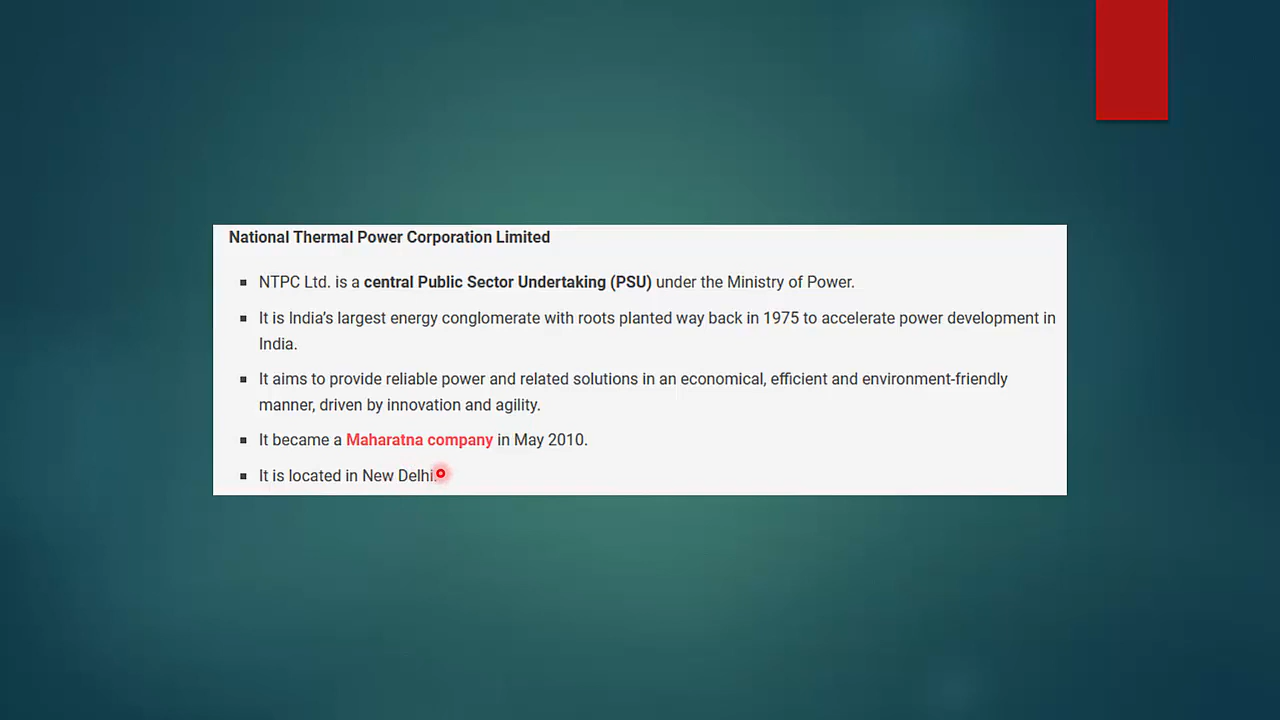 National Thermal Power Corporation Limited
NTPC Ltd. is a central Public Sector Undertaking (PSU) under the Ministry of Power.
It is India’s largest energy conglomerate with roots planted way back in 1975 to accelerate power development in
India.
It aims to provide reliable power and related solutions in an economical, efficient and environment-friendly
manner, driven by innovation and agility.
It became a Maharatna company in May 2010.
It is located in New Delhi.